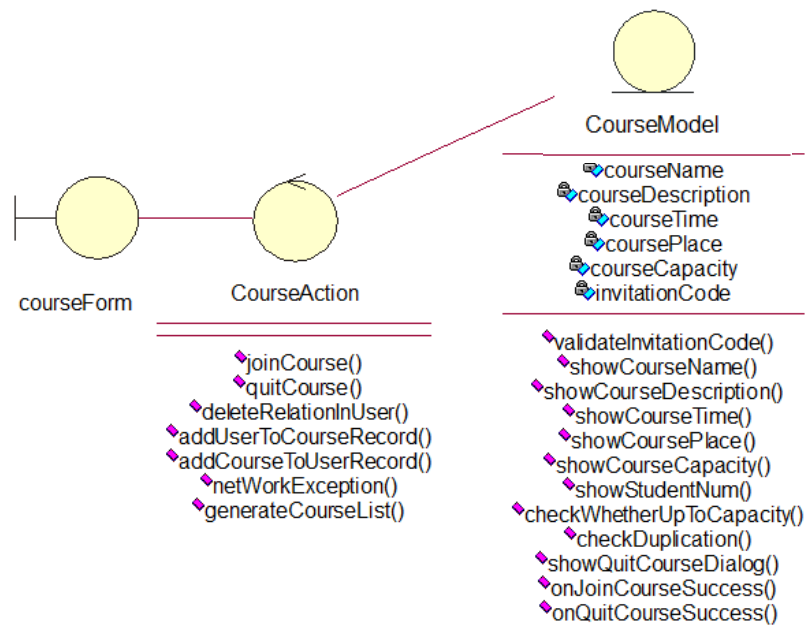 courseForm
CourseAction
joinCourse()
quitCourse()
deleteRelationInUser()
addUserToCourseRecord()
addCourseToUserRecord()
netWorkException()
generateCourseList()
CourseModel
courseName
courseDescription
courseTime
coursePlace
courseCapacity
invitationCode
validateInvitationCode()
showCourseName()
showCourseDescription()
showCourseTime()
showCoursePlace()
showCourseCapacity()
showStudentNum()
checkWhetherUpToCapacity()
checkDuplication()
showQuitCourseDialog()
onJoinCourseSuccess()
onQuitCourseSuccess()